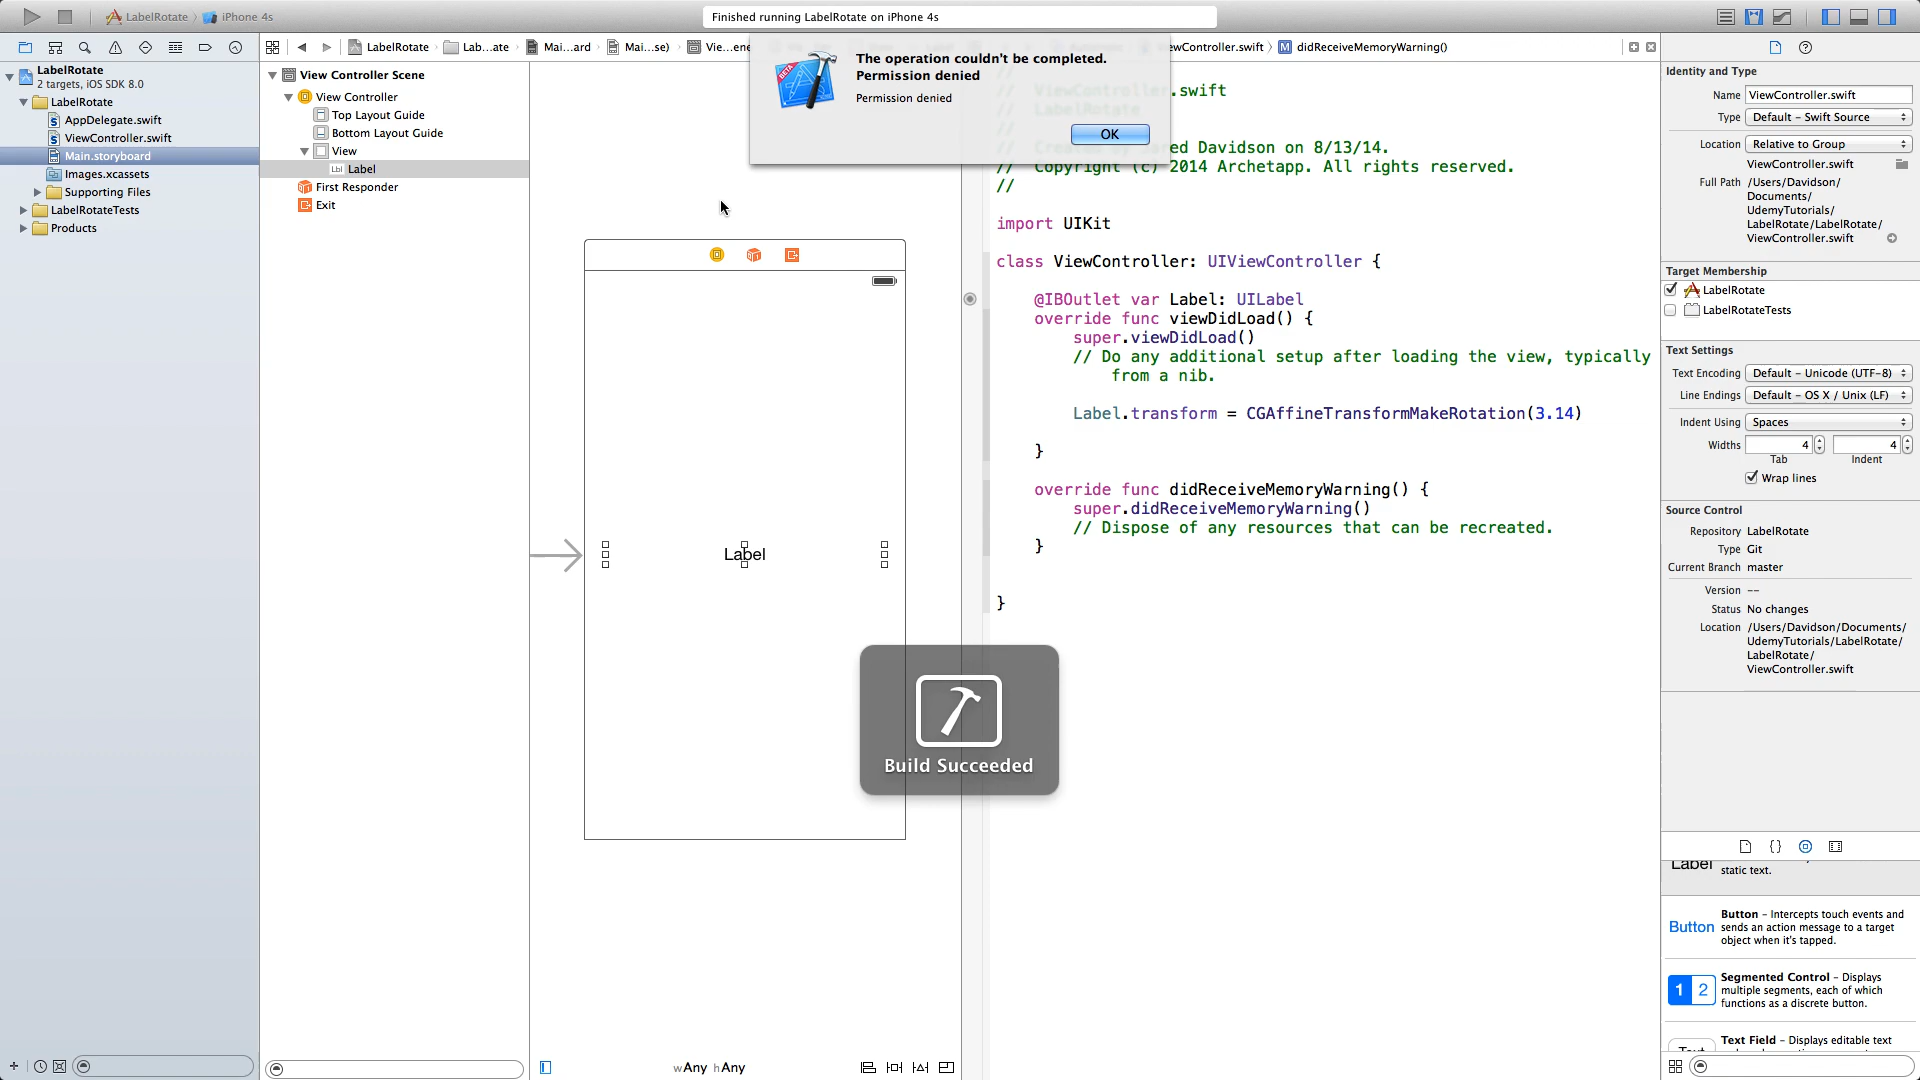 LabelRotate
iPhone 4s
Finished running LabelRotate on iPhone 4s
LabelRotate
Lab...ate
Mai...ard
Mai...se)
Vie...ene
ewController.swift
didReceiveMemoryWarning()
LabelRotate
2 targets, iOS SDK 8.0
LabelRotate
AppDelegate.swift
ViewController.swift
Main.storyboard
Images.xcassets
Supporting Files
LabelRotateTests
Products
View Controller Scene
View Controller
Top Layout Guide
Bottom Layout Guide
View
Lbl Label
First Responder
Exit
BETA
The operation couldn't be completed.
Permission denied
Permission denied
OK
Label
wAny hAny
//
// ViewController.swift
// LabelRotate
//
// Created by Jared Davidson on 8/13/14.
// Copyright (c) 2014 Archetapp. All rights reserved.
//
import UIKit
class ViewController: UIViewController {
@IBOutlet var Label: UILabel
override func viewDidLoad() {
super.viewDidLoad()
// Do any additional setup after loading the view, typically
from a nib.
Label.transform = CGAffineTransformMakeRotation(3.14)
}
override func didReceiveMemoryWarning() {
super.didReceiveMemoryWarning()
// Dispose of any resources that can be recreated.
}
}
Build Succeeded
Identity and Type
Name ViewController.swift
Type Default - Swift Source
Location Relative to Group
ViewController.swift
Full Path /Users/Davidson/
Documents/
UdemyTutorials/
LabelRotate/LabelRotate/
ViewController.swift
Target Membership
LabelRotate
LabelRotateTests
Text Settings
Text Encoding Default - Unicode (UTF-8)
Line Endings Default - OS X / Unix (LF)
Indent Using Spaces
Widths 4 4
Tab Indent
Wrap lines
Source Control
Repository LabelRotate
Type Git
Current Branch master
Version --
Status No changes
Location /Users/Davidson/Documents/
UdemyTutorials/LabelRotate/
LabelRotate/
ViewController.swift
Label
static text.
Button
Button - Intercepts touch events and
sends an action message to a target
object when it's tapped.
1 2
Segmented Control - Displays
multiple segments, each of which
functions as a discrete button.
Text
Text Field - Displays editable text